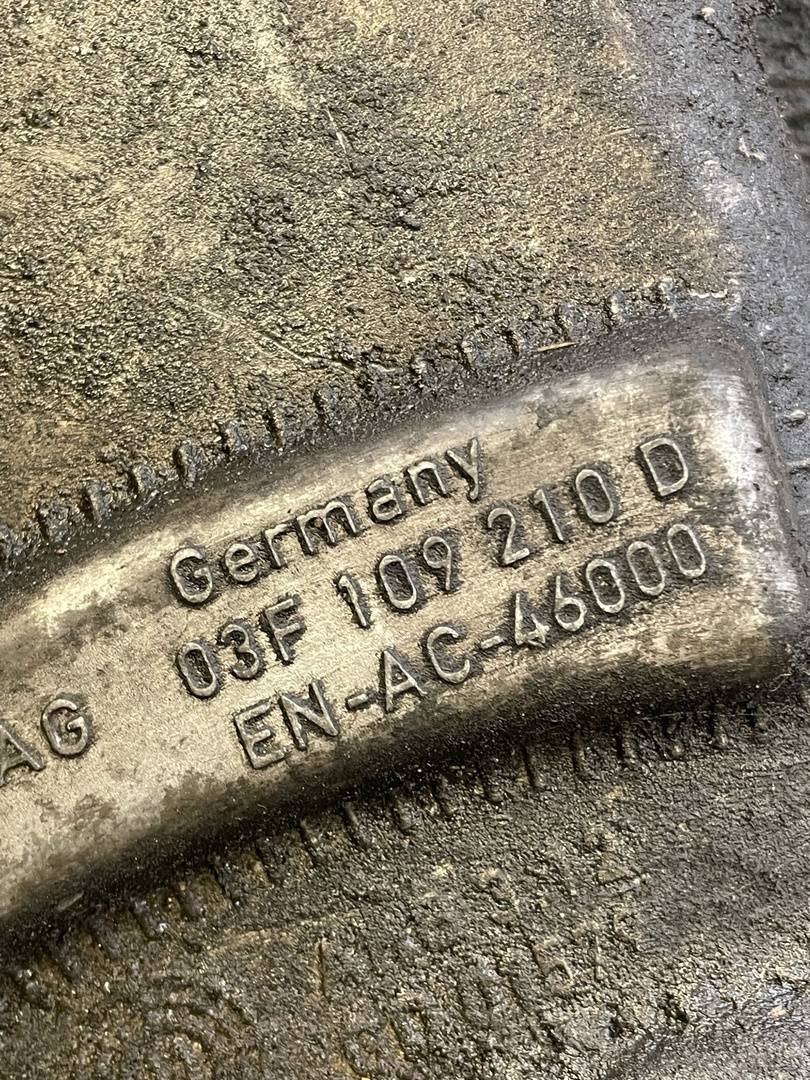 Germany
03F 109 210 D
AG
EN-AC-46000